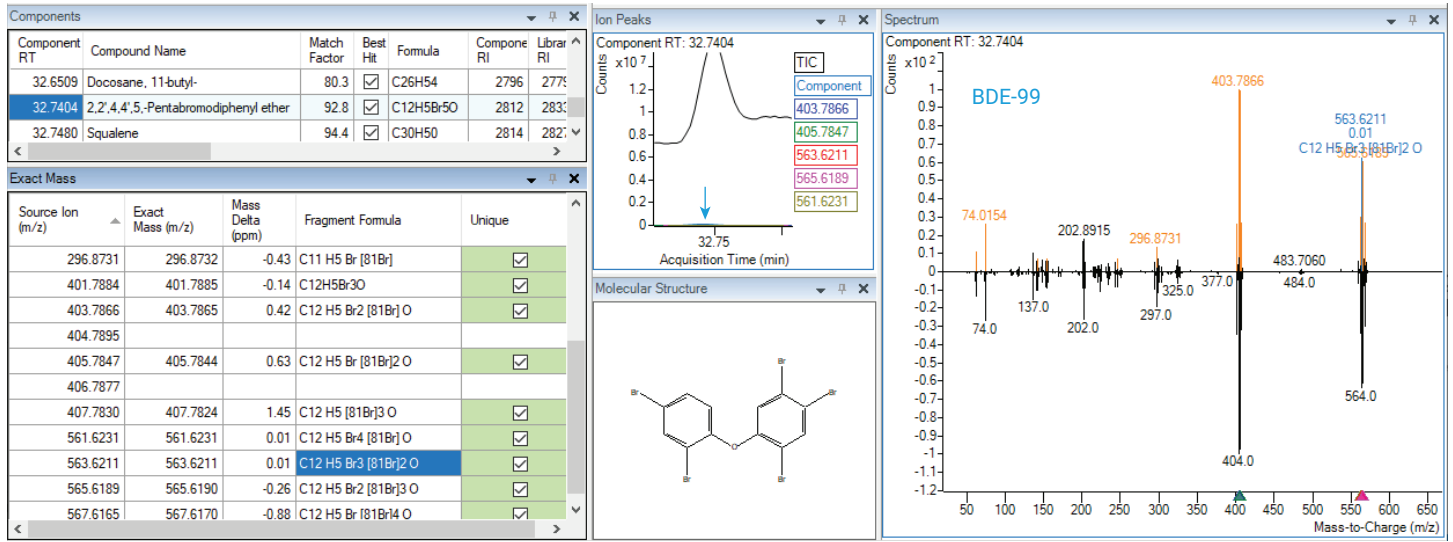 Components
Component RT Compound Name Match Factor Best Hit Formula Compone RI Librar RI
32.6509 Docosane, 11-butyl- 80.3 C26H54 2796 2779
32.7404 2,2',4,4',5,-Pentabromodiphenyl ether 92.8 C12H5Br5O 2812 283
32.7480 Squalene 94.4 C30H50 2814 282
Exact Mass
Source Ion (m/z) Exact Mass (m/z) Mass Delta (ppm) Fragment Formula Unique
296.8731 296.8732 -0.43 C11 H5 Br [81Br]
401.7884 401.7885 -0.14 C12H5Br3O
403.7866 403.7865 0.42 C12 H5 Br2 [81Br] O
404.7895
405.7847 405.7844 0.63 C12 H5 Br [81Br]2 O
406.7877
407.7830 407.7824 1.45 C12 H5 [81Br]3 O
561.6231 561.6231 0.01 C12 H5 Br4 [81Br] O
563.6211 563.6211 0.01 C12 H5 Br3 [81Br]2 O
565.6189 565.6190 -0.26 C12 H5 Br2 [81Br]3 O
567.6165 567.6170 -0.88 C12 H5 Br [81Br]4 O
Ion Peaks
Component RT: 32.7404
Counts
x10 7
1.2
1
0.8
0.6
0.4
0.2
0
32.75
Acquisition Time (min)
TIC
Component
403.7866
405.7847
563.6211
565.6189
561.6231
Molecular Structure
Br
Br
Br
O
Br
Br
Spectrum
Component RT: 32.7404
Counts
x10 2
BDE-99
403.7866
563.6211
0.01
C12 H5 Br3 [81Br]2 O
565.6189
74.0154
202.8915
296.8731
483.7060
1
0.9
0.8
0.7
0.6
0.5
0.4
0.3
0.2
0.1
0
-0.1
-0.2
-0.3
-0.4
-0.5
-0.6
-0.7
-0.8
-0.9
-1
-1.1
-1.2
74.0
137.0
202.0
297.0
325.0
377.0
404.0
484.0
564.0
50 100 150 200 250 300 350 400 450 500 550 600 650
Mass-to-Charge (m/z)